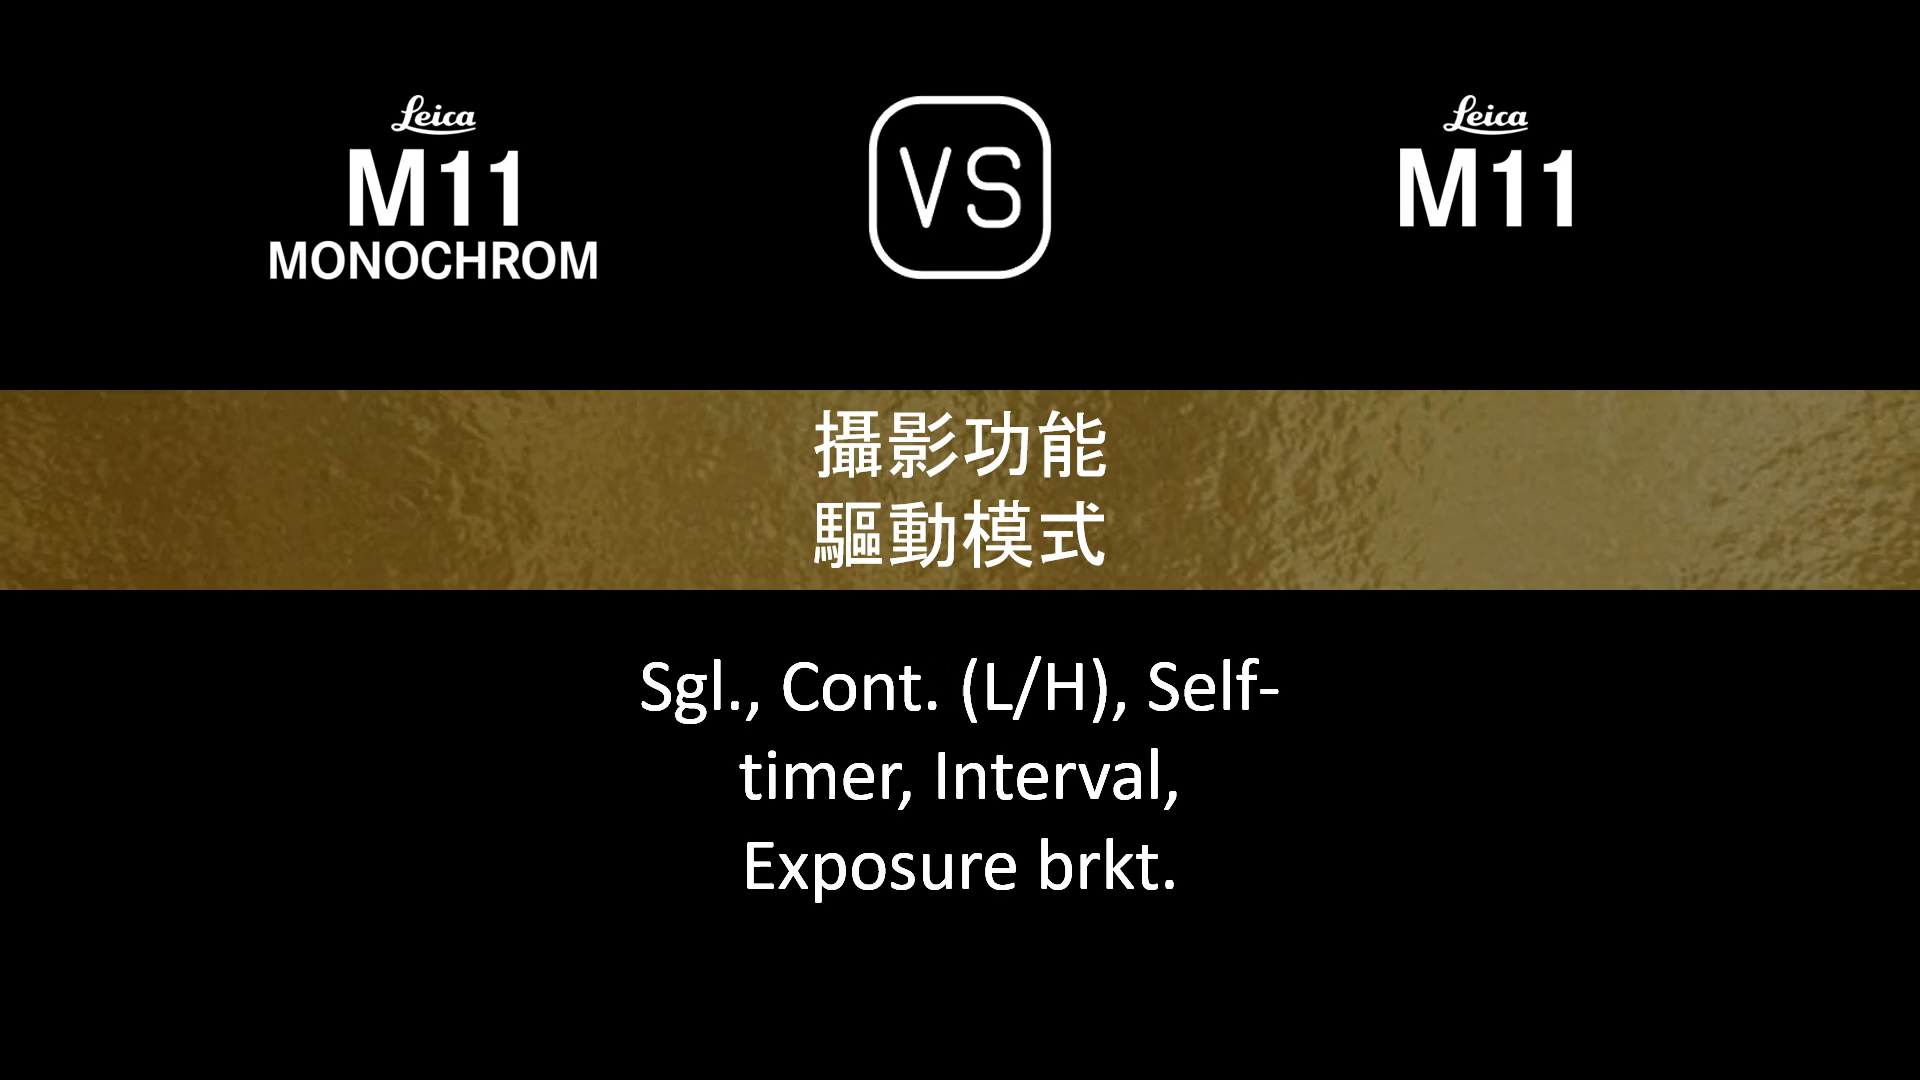 Leica
M11
MONOCHROM
VS
Leica
M11
攝影功能
驅動模式
Sgl., Cont. (L/H), Self-
timer, Interval,
Exposure brkt.